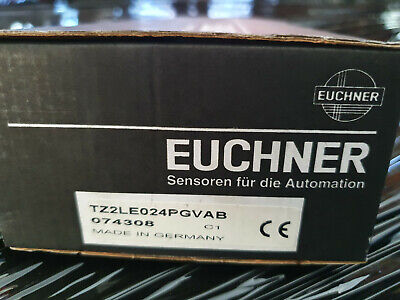 EUCHNER
EUCHNER
Sensoren für die Automation
TZ2LE024PGVAB
074308 C1
MADE IN GERMANY
CE